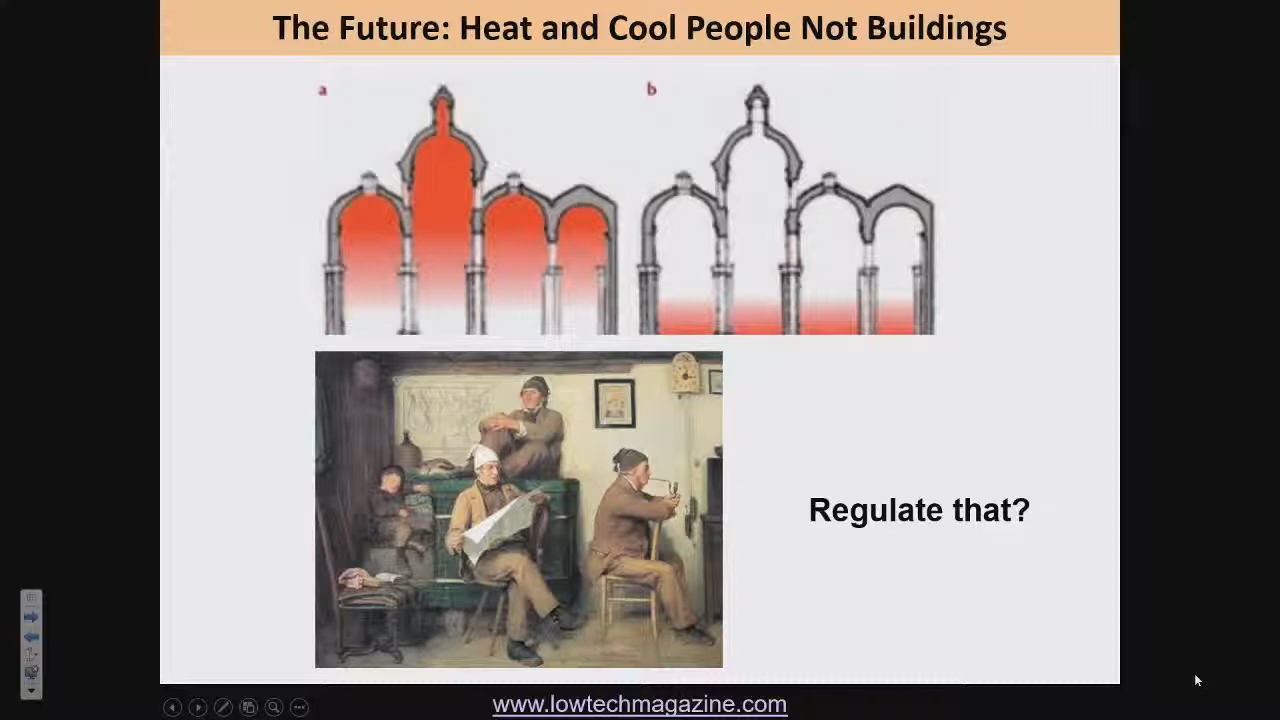 The Future: Heat and Cool People Not Buildings
a
b
Regulate that?
www.lowtechmagazine.com